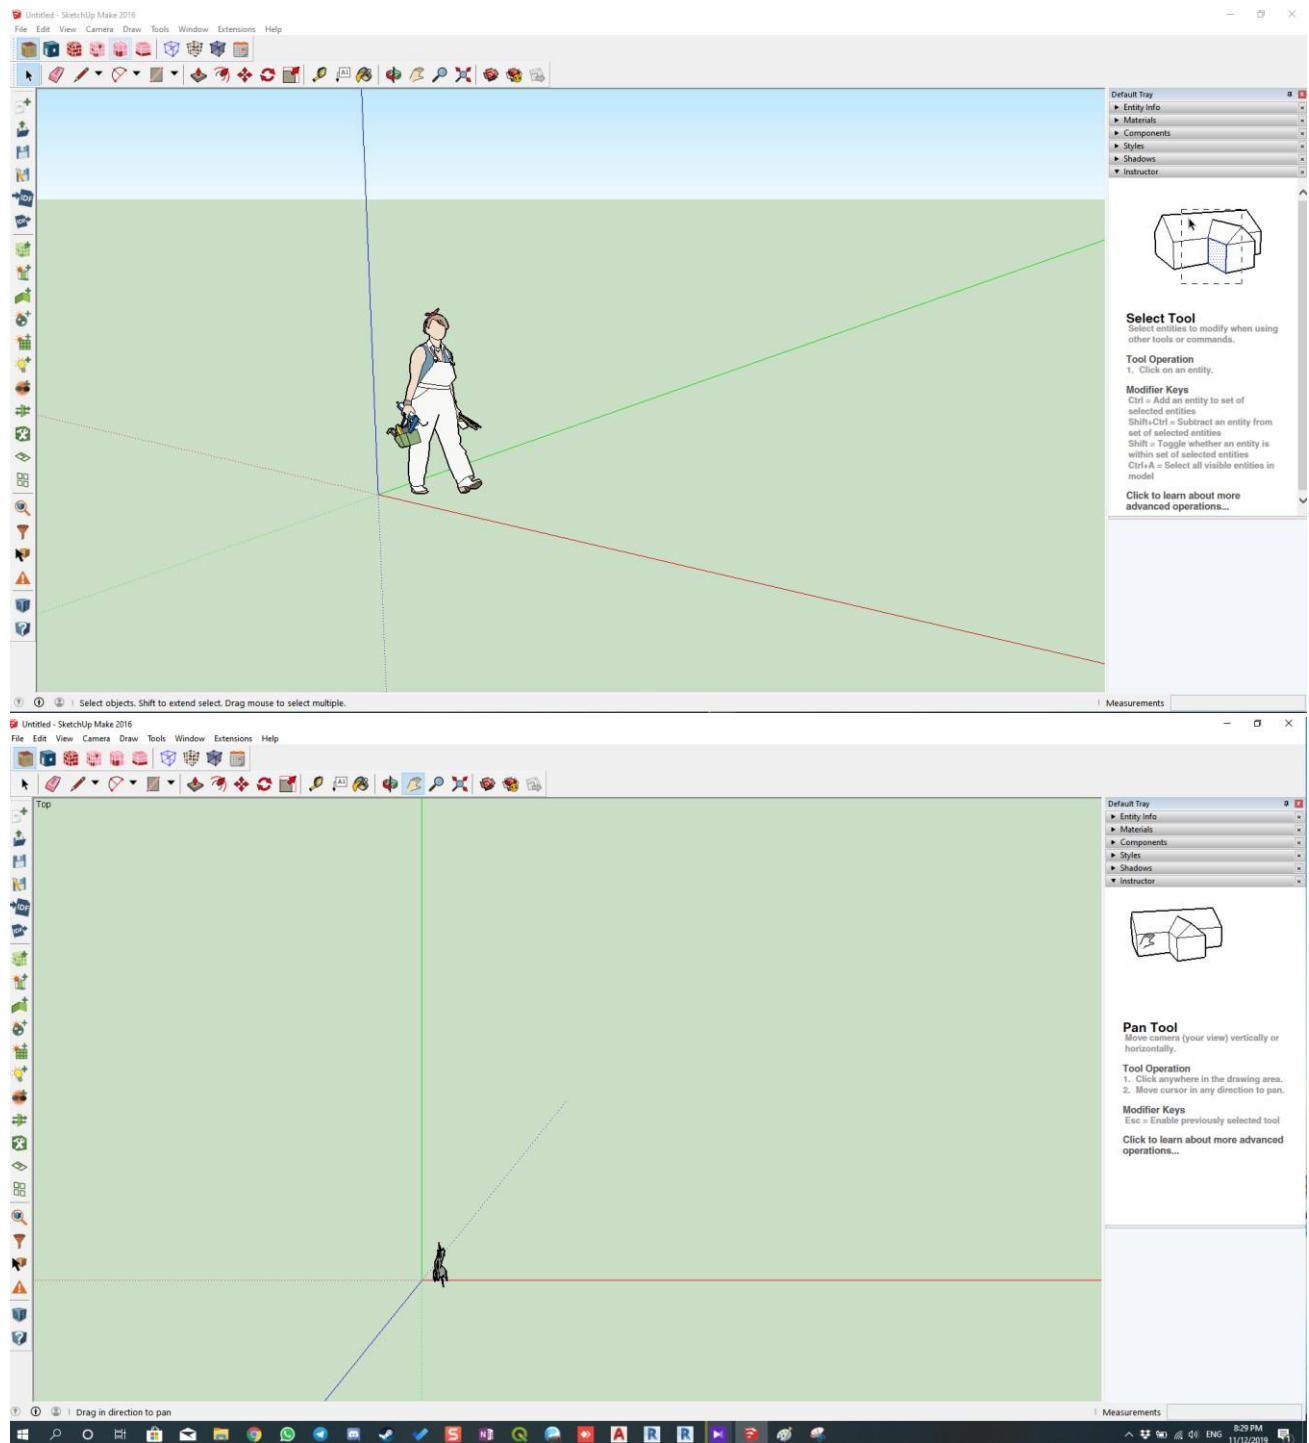 Untitled - SketchUp Make 2016
File Edit View Camera Draw Tools Window Extensions Help
Default Tray
Entity Info
Materials
Components
Styles
Shadows
Instructor
Select Tool
Select entities to modify when using
other tools or commands.
Tool Operation
1. Click on an entity.
Modifier Keys
Ctrl = Add an entity to set of
selected entities
Shift+Ctrl = Subtract an entity from
set of selected entities
Shift = Toggle whether an entity is
within set of selected entities
Ctrl+A = Select all visible entities in
model
Click to learn about more
advanced operations...
Select objects. Shift to extend select. Drag mouse to select multiple.
Measurements
Untitled - SketchUp Make 2016
File Edit View Camera Draw Tools Window Extensions Help
Top
Default Tray
Entity Info
Materials
Components
Styles
Shadows
Instructor
Pan Tool
Move camera (your view) vertically or
horizontally.
Tool Operation
1. Click anywhere in the drawing area.
2. Move cursor in any direction to pan.
Modifier Keys
Esc = Enable previously selected tool
Click to learn about more advanced
operations...
Drag in direction to pan
Measurements
ENG
8:29 PM
11/12/2019